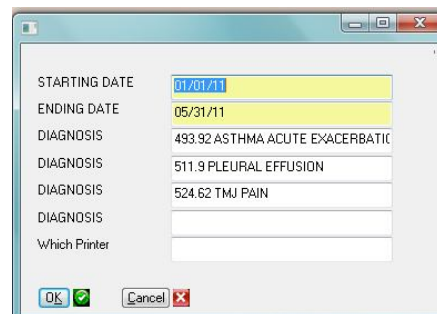 STARTING DATE 01/01/11
ENDING DATE 05/31/11
DIAGNOSIS 493.92 ASTHMA ACUTE EXACERBATIC
DIAGNOSIS 511.9 PLEURAL EFFUSION
DIAGNOSIS 524.62 TMJ PAIN
DIAGNOSIS
Which Printer
OK Cancel